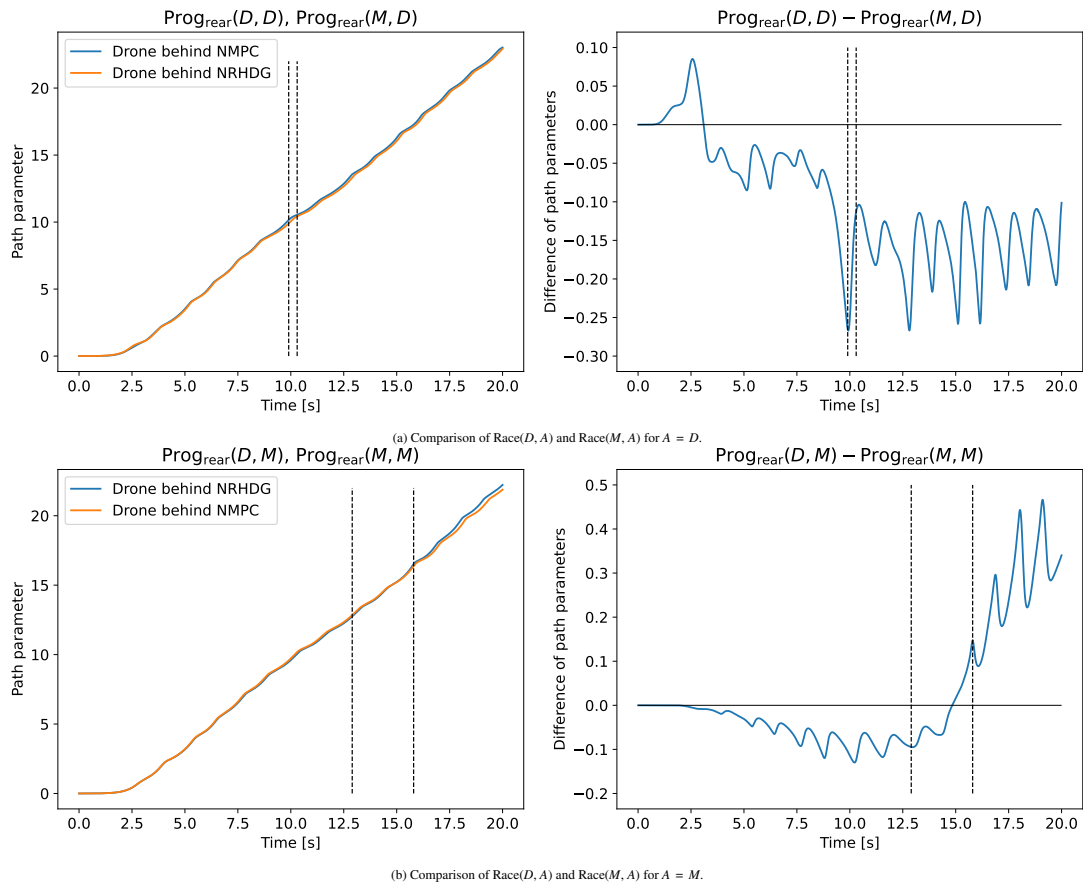 Prog_rear(D, D), Prog_rear(M, D)
Drone behind NMPC
Drone behind NRHDG
Path parameter
20
15
10
5
0
0.0 2.5 5.0 7.5 10.0 12.5 15.0 17.5 20.0
Time [s]
Prog_rear(D, D) − Prog_rear(M, D)
Difference of path parameters
0.10
0.05
0.00
−0.05
−0.10
−0.15
−0.20
−0.25
−0.30
0.0 2.5 5.0 7.5 10.0 12.5 15.0 17.5 20.0
Time [s]
(a) Comparison of Race(D, A) and Race(M, A) for A = D.
Prog_rear(D, M), Prog_rear(M, M)
Drone behind NRHDG
Drone behind NMPC
Path parameter
20
15
10
5
0
0.0 2.5 5.0 7.5 10.0 12.5 15.0 17.5 20.0
Time [s]
Prog_rear(D, M) − Prog_rear(M, M)
Difference of path parameters
0.5
0.4
0.3
0.2
0.1
0.0
−0.1
−0.2
0.0 2.5 5.0 7.5 10.0 12.5 15.0 17.5 20.0
Time [s]
(b) Comparison of Race(D, A) and Race(M, A) for A = M.